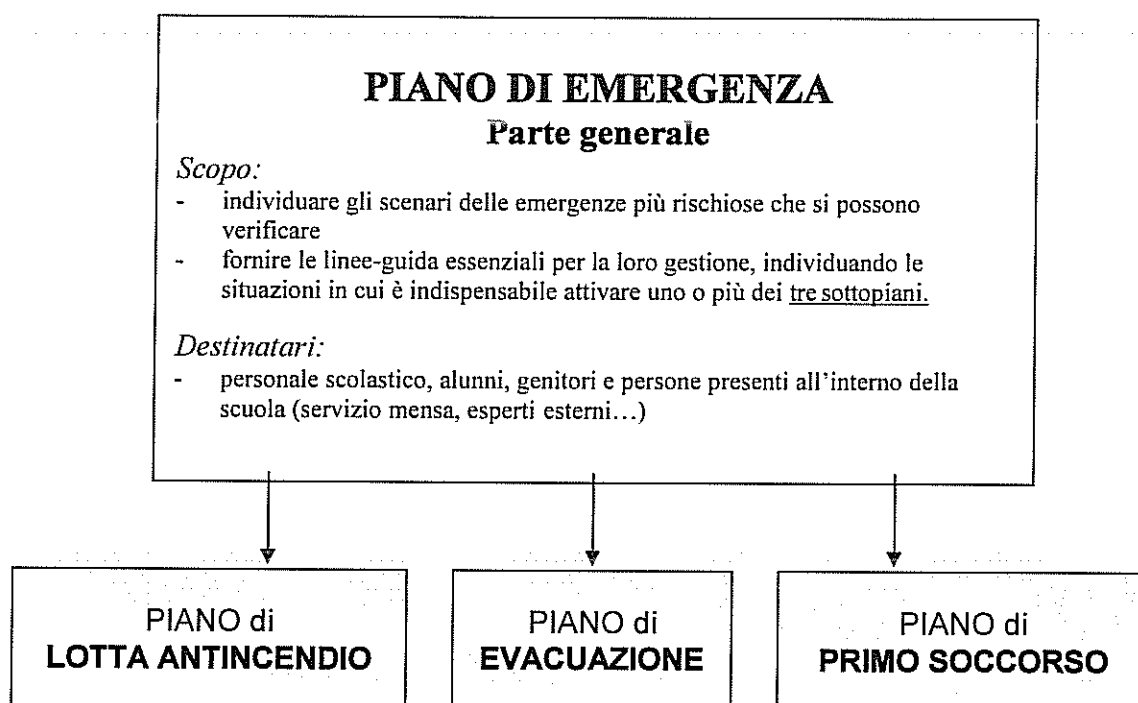 PIANO DI EMERGENZA
Parte generale
Scopo:
- individuare gli scenari delle emergenze più rischiose che si possono
verificare
- fornire le linee-guida essenziali per la loro gestione, individuando le
situazioni in cui è indispensabile attivare uno o più dei tre sottopiani.
Destinatari:
- personale scolastico, alunni, genitori e persone presenti all'interno della
scuola (servizio mensa, esperti esterni…)
PIANO di
LOTTA ANTINCENDIO
PIANO di
EVACUAZIONE
PIANO di
PRIMO SOCCORSO